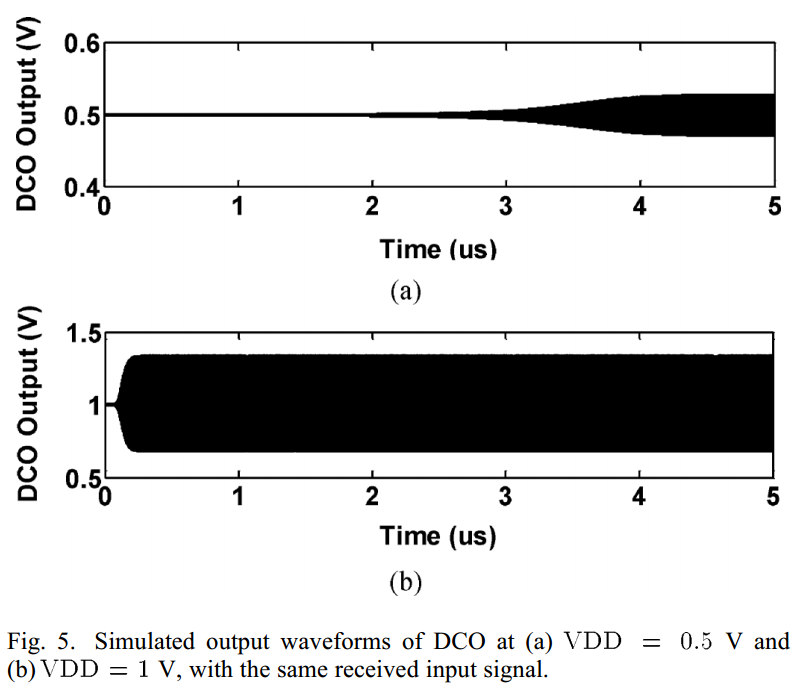 DCO Output (V)
0.6
0.5
0.4
0 1 2 3 4 5
Time (us)
(a)
DCO Output (V)
1.5
1
0.5
0 1 2 3 4 5
Time (us)
(b)
Fig. 5. Simulated output waveforms of DCO at (a) VDD = 0.5 V and
(b) VDD = 1 V, with the same received input signal.